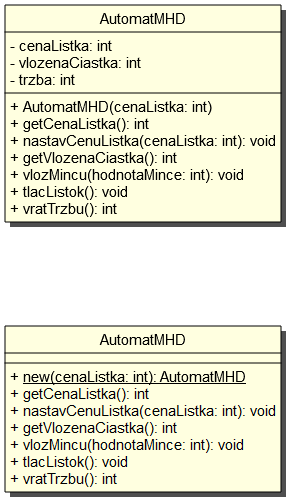 AutomatMHD
- cenaListka: int
- vlozenaCiastka: int
- trzba: int
+ AutomatMHD(cenaListka: int)
+ getCenaListka(): int
+ nastavCenuListka(cenaListka: int): void
+ getVlozenaCiastka(): int
+ vlozMincu(hodnotaMince: int): void
+ tlacListok(): void
+ vratTrzbu(): int
AutomatMHD
+ new(cenaListka: int): AutomatMHD
+ getCenaListka(): int
+ nastavCenuListka(cenaListka: int): void
+ getVlozenaCiastka(): int
+ vlozMincu(hodnotaMince: int): void
+ tlacListok(): void
+ vratTrzbu(): int